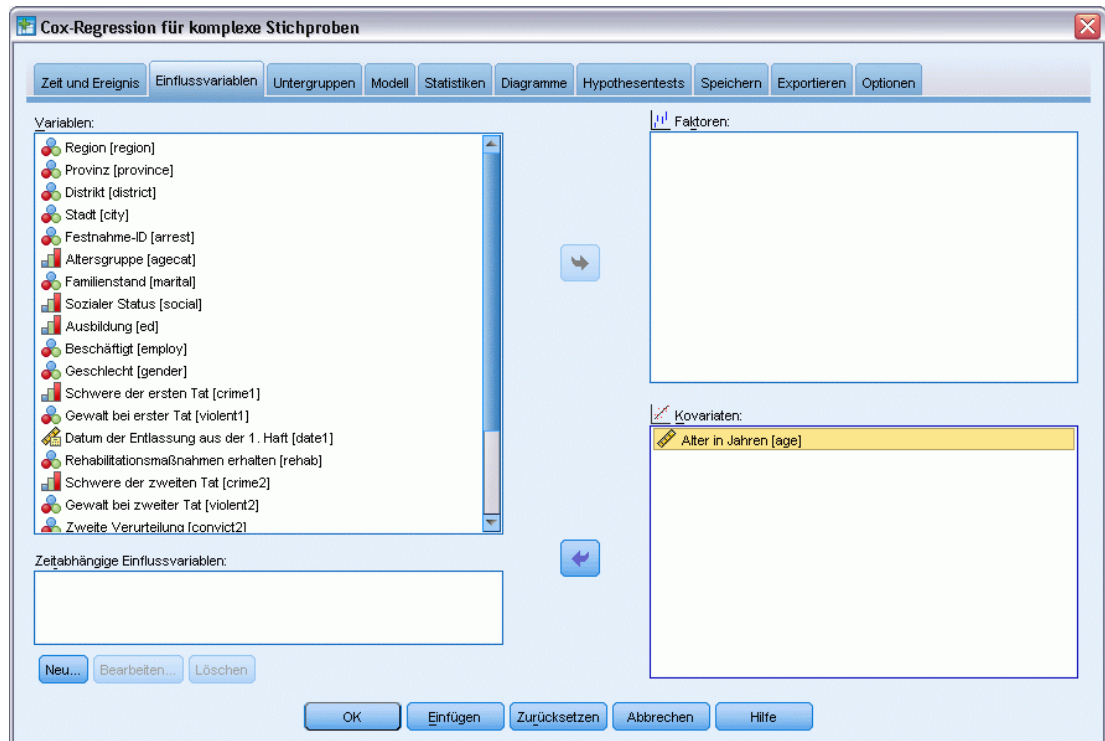 Cox-Regression für komplexe Stichproben
Zeit und Ereignis
Einflussvariablen
Untergruppen
Modell
Statistiken
Diagramme
Hypothesentests
Speichern
Exportieren
Optionen
Variablen:
Region [region]
Provinz [province]
Distrikt [district]
Stadt [city]
Festnahme-ID [arrest]
Altersgruppe [agecat]
Familienstand [marital]
Sozialer Status [social]
Ausbildung [ed]
Beschäftigt [employ]
Geschlecht [gender]
Schwere der ersten Tat [crime1]
Gewalt bei erster Tat [violent1]
Datum der Entlassung aus der 1. Haft [date1]
Rehabilitationsmaßnahmen erhalten [rehab]
Schwere der zweiten Tat [crime2]
Gewalt bei zweiter Tat [violent2]
Zweite Verurteilung [convict2]
Zeitabhängige Einflussvariablen:
Neu...
Bearbeiten...
Löschen
Faktoren:
Kovariaten:
Alter in Jahren [age]
OK
Einfügen
Zurücksetzen
Abbrechen
Hilfe